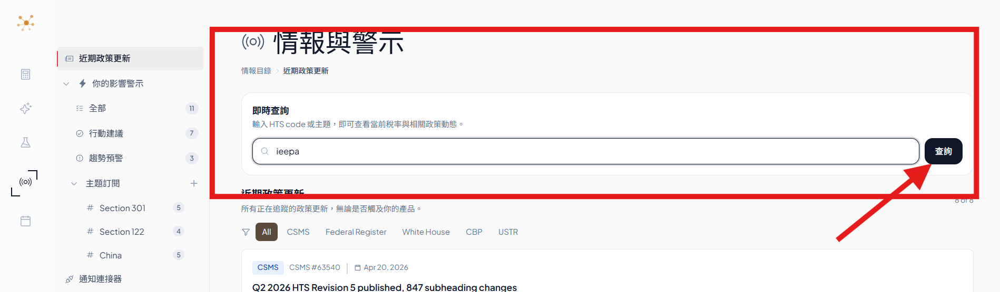 近期政策更新
你的影響警示
全部 11
行動建議 7
趨勢預警 3
主題訂閱
# Section 301 5
# Section 122 4
# China 5
通知連接器
情報與警示
情報目錄 > 近期政策更新
即時查詢
輸入 HTS code 或主題，即可查看當前稅率與相關政策動態。
ieepa
查詢
近期政策更新
8 of 8
所有正在追蹤的政策更新，無論是否觸及你的產品。
All CSMS Federal Register White House CBP USTR
CSMS CSMS #63540 Apr 20, 2026
Q2 2026 HTS Revision 5 published, 847 subheading changes